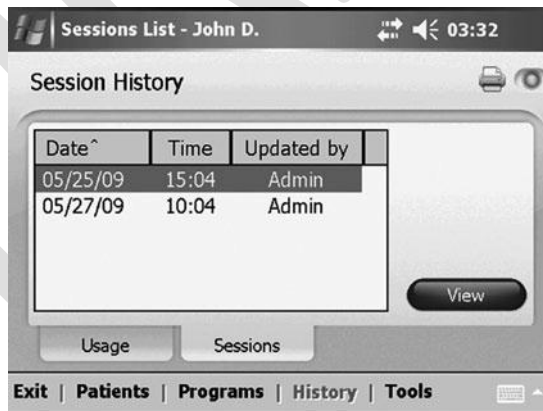 Sessions List - John D. 03:32
Session History
Date^ Time Updated by
05/25/09 15:04 Admin
05/27/09 10:04 Admin
View
Usage Sessions
Exit | Patients | Programs | History | Tools